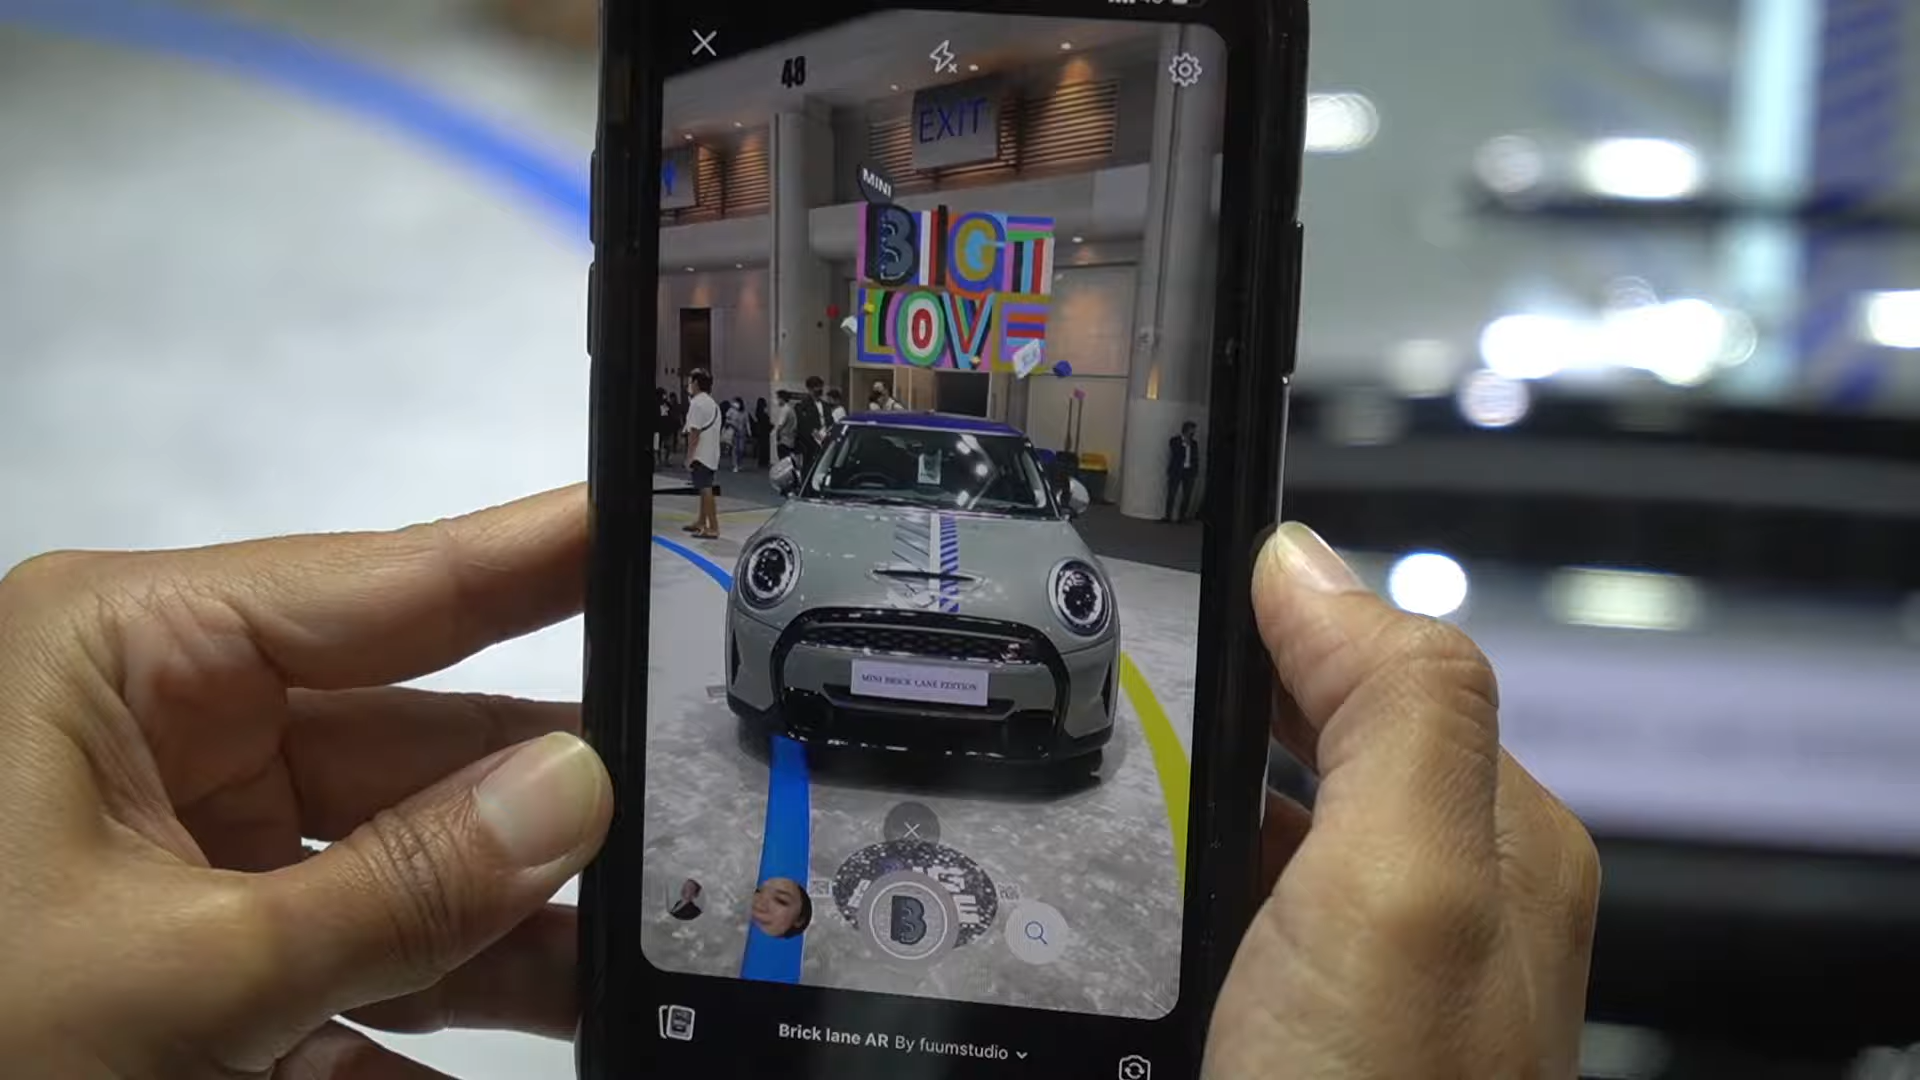 48
EXIT
MINI
BIG
LOVE
MINI BRICK LANE EDITION
B
Brick lane AR By fuumstudio